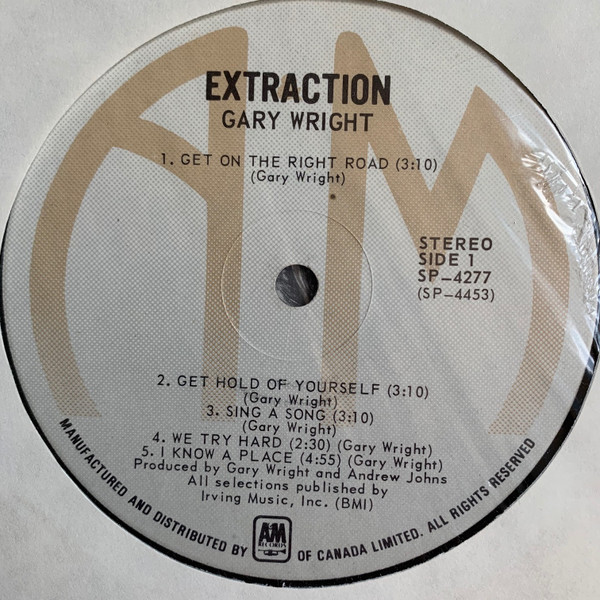 EXTRACTION
GARY WRIGHT
1. GET ON THE RIGHT ROAD (3:10)
(Gary Wright)
STEREO
SIDE 1
SP-4277
(SP-4453)
2. GET HOLD OF YOURSELF (3:10)
(Gary Wright)
3. SING A SONG (3:10)
(Gary Wright)
4. WE TRY HARD (2:30) (Gary Wright)
5. I KNOW A PLACE (4:55) (Gary Wright)
Produced by Gary Wright and Andrew Johns
All selections published by
Irving Music, Inc. (BMI)
MANUFACTURED AND DISTRIBUTED BY A&M RECORDS OF CANADA LIMITED. ALL RIGHTS RESERVED